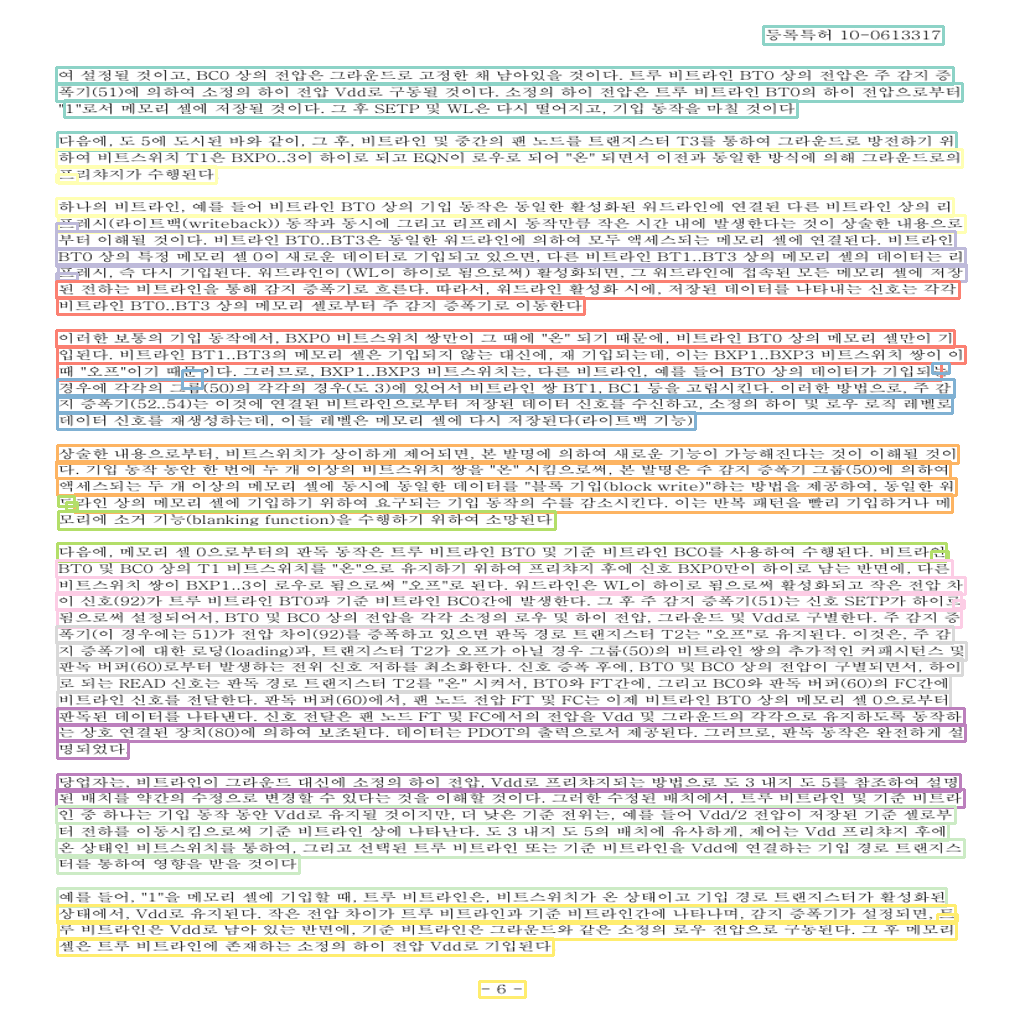 등록특허 10-0613317
여 설정될 것이고, BC0 상의 전압은 그라운드로 고정한 채 남아있을 것이다. 트루 비트라인 BT0 상의 전압은 주 감지 증
폭기(51)에 의하여 소정의 하이 전압 Vdd로 구동될 것이다. 소정의 하이 전압은 트루 비트라인 BT0의 하이 전압으로부터
"1"로서 메모리 셀에 저장될 것이다. 그 후 SETP 및 WL은 다시 떨어지고, 기입 동작을 마칠 것이다
다음에, 도 5에 도시된 바와 같이, 그 후, 비트라인 및 중간의 팬 노드를 트랜지스터 T3를 통하여 그라운드로 방전하기 위
하여 비트스위치 T1은 BXP0..3이 하이로 되고 EQN이 로우로 되어 "온" 되면서 이전과 동일한 방식에 의해 그라운드로의
프리챠지가 수행된다
하나의 비트라인, 예를 들어 비트라인 BT0 상의 기입 동작은 동일한 활성화된 워드라인에 연결된 다른 비트라인 상의 리
프레시(라이트백(writeback)) 동작과 동시에 그리고 리프레시 동작만큼 작은 시간 내에 발생한다는 것이 상술한 내용으로
부터 이해될 것이다. 비트라인 BT0..BT3은 동일한 워드라인에 의하여 모두 액세스되는 메모리 셀에 연결된다. 비트라인
BT0 상의 특정 메모리 셀 0이 새로운 데이터로 기입되고 있으면, 다른 비트라인 BT1..BT3 상의 메모리 셀의 데이터는 리
프레시, 즉 다시 기입된다. 워드라인이 (WL이 하이로 됨으로써) 활성화되면, 그 워드라인에 접속된 모든 메모리 셀에 저장
된 전하는 비트라인을 통해 감지 증폭기로 흐른다. 따라서, 워드라인 활성화 시에, 저장된 데이터를 나타내는 신호는 각각
비트라인 BT0..BT3 상의 메모리 셀로부터 주 감지 증폭기로 이동한다
이러한 보통의 기입 동작에서, BXP0 비트스위치 쌍만이 그 때에 "온" 되기 때문에, 비트라인 BT0 상의 메모리 셀만이 기
입된다. 비트라인 BT1..BT3의 메모리 셀은 기입되지 않는 대신에, 재 기입되는데, 이는 BXP1..BXP3 비트스위치 쌍이 이
때 "오프"이기 때문이다. 그러므로, BXP1..BXP3 비트스위치는, 다른 비트라인, 예를 들어 BT0 상의 데이터가 기입되는
경우에 각각의 그룹(50)의 각각의 경우(도 3)에 있어서 비트라인 쌍 BT1, BC1 등을 고립시킨다. 이러한 방법으로, 주 감
지 증폭기(52..54)는 이것에 연결된 비트라인으로부터 저장된 데이터 신호를 수신하고, 소정의 하이 및 로우 로직 레벨로
데이터 신호를 재생성하는데, 이들 레벨은 메모리 셀에 다시 저장된다(라이트백 기능)
상술한 내용으로부터, 비트스위치가 상이하게 제어되면, 본 발명에 의하여 새로운 기능이 가능해진다는 것이 이해될 것이
다. 기입 동작 동안 한 번에 두 개 이상의 비트스위치 쌍을 "온" 시킴으로써, 본 발명은 주 감지 증폭기 그룹(50)에 의하여
액세스되는 두 개 이상의 메모리 셀에 동시에 동일한 데이터를 "블록 기입(block write)"하는 방법을 제공하여, 동일한 워
드라인 상의 메모리 셀에 기입하기 위하여 요구되는 기입 동작의 수를 감소시킨다. 이는 반복 패턴을 빨리 기입하거나 메
모리에 소거 기능(blanking function)을 수행하기 위하여 소망된다
다음에, 메모리 셀 0으로부터의 판독 동작은 트루 비트라인 BT0 및 기준 비트라인 BC0를 사용하여 수행된다. 비트라인
BT0 및 BC0 상의 T1 비트스위치를 "온"으로 유지하기 위하여 프리챠지 후에 신호 BXP0만이 하이로 남는 반면에, 다른
비트스위치 쌍이 BXP1..3이 로우로 됨으로써 "오프"로 된다. 워드라인은 WL이 하이로 됨으로써 활성화되고 작은 전압 차
이 신호(92)가 트루 비트라인 BT0과 기준 비트라인 BC0간에 발생한다. 그 후 주 감지 증폭기(51)는 신호 SETP가 하이로
됨으로써 설정되어서, BT0 및 BC0 상의 전압을 각각 소정의 로우 및 하이 전압, 그라운드 및 Vdd로 구별한다. 주 감지 증
폭기(이 경우에는 51)가 전압 차이(92)를 증폭하고 있으면 판독 경로 트랜지스터 T2는 "오프"로 유지된다. 이것은, 주 감
지 증폭기에 대한 로딩(loading)과, 트랜지스터 T2가 오프가 아닐 경우 그룹(50)의 비트라인 쌍의 추가적인 커패시턴스 및
판독 버퍼(60)로부터 발생하는 전위 신호 저하를 최소화한다. 신호 증폭 후에, BT0 및 BC0 상의 전압이 구별되면서, 하이
로 되는 READ 신호는 판독 경로 트랜지스터 T2를 "온" 시켜서, BT0와 FT간에, 그리고 BC0와 판독 버퍼(60)의 FC간에
비트라인 신호를 전달한다. 판독 버퍼(60)에서, 팬 노드 전압 FT 및 FC는 이제 비트라인 BT0 상의 메모리 셀 0으로부터
판독된 데이터를 나타낸다. 신호 전달은 팬 노드 FT 및 FC에서의 전압을 Vdd 및 그라운드의 각각으로 유지하도록 동작하
는 상호 연결된 장치(80)에 의하여 보조된다. 데이터는 PDOT의 출력으로서 제공된다. 그러므로, 판독 동작은 완전하게 설
명되었다.
당업자는, 비트라인이 그라운드 대신에 소정의 하이 전압, Vdd로 프리챠지되는 방법으로 도 3 내지 도 5를 참조하여 설명
된 배치를 약간의 수정으로 변경할 수 있다는 것을 이해할 것이다. 그러한 수정된 배치에서, 트루 비트라인 및 기준 비트라
인 중 하나는 기입 동작 동안 Vdd로 유지될 것이지만, 더 낮은 기준 전위는, 예를 들어 Vdd/2 전압이 저장된 기준 셀로부
터 전하를 이동시킴으로써 기준 비트라인 상에 나타난다. 도 3 내지 도 5의 배치에 유사하게, 제어는 Vdd 프리챠지 후에
온 상태인 비트스위치를 통하여, 그리고 선택된 트루 비트라인 또는 기준 비트라인을 Vdd에 연결하는 기입 경로 트랜지스
터를 통하여 영향을 받을 것이다
예를 들어, "1"을 메모리 셀에 기입할 때, 트루 비트라인은, 비트스위치가 온 상태이고 기입 경로 트랜지스터가 활성화된
상태에서, Vdd로 유지된다. 작은 전압 차이가 트루 비트라인과 기준 비트라인간에 나타나며, 감지 증폭기가 설정되면, 트
루 비트라인은 Vdd로 남아 있는 반면에, 기준 비트라인은 그라운드와 같은 소정의 로우 전압으로 구동된다. 그 후 메모리
셀은 트루 비트라인에 존재하는 소정의 하이 전압 Vdd로 기입된다
- 6 -